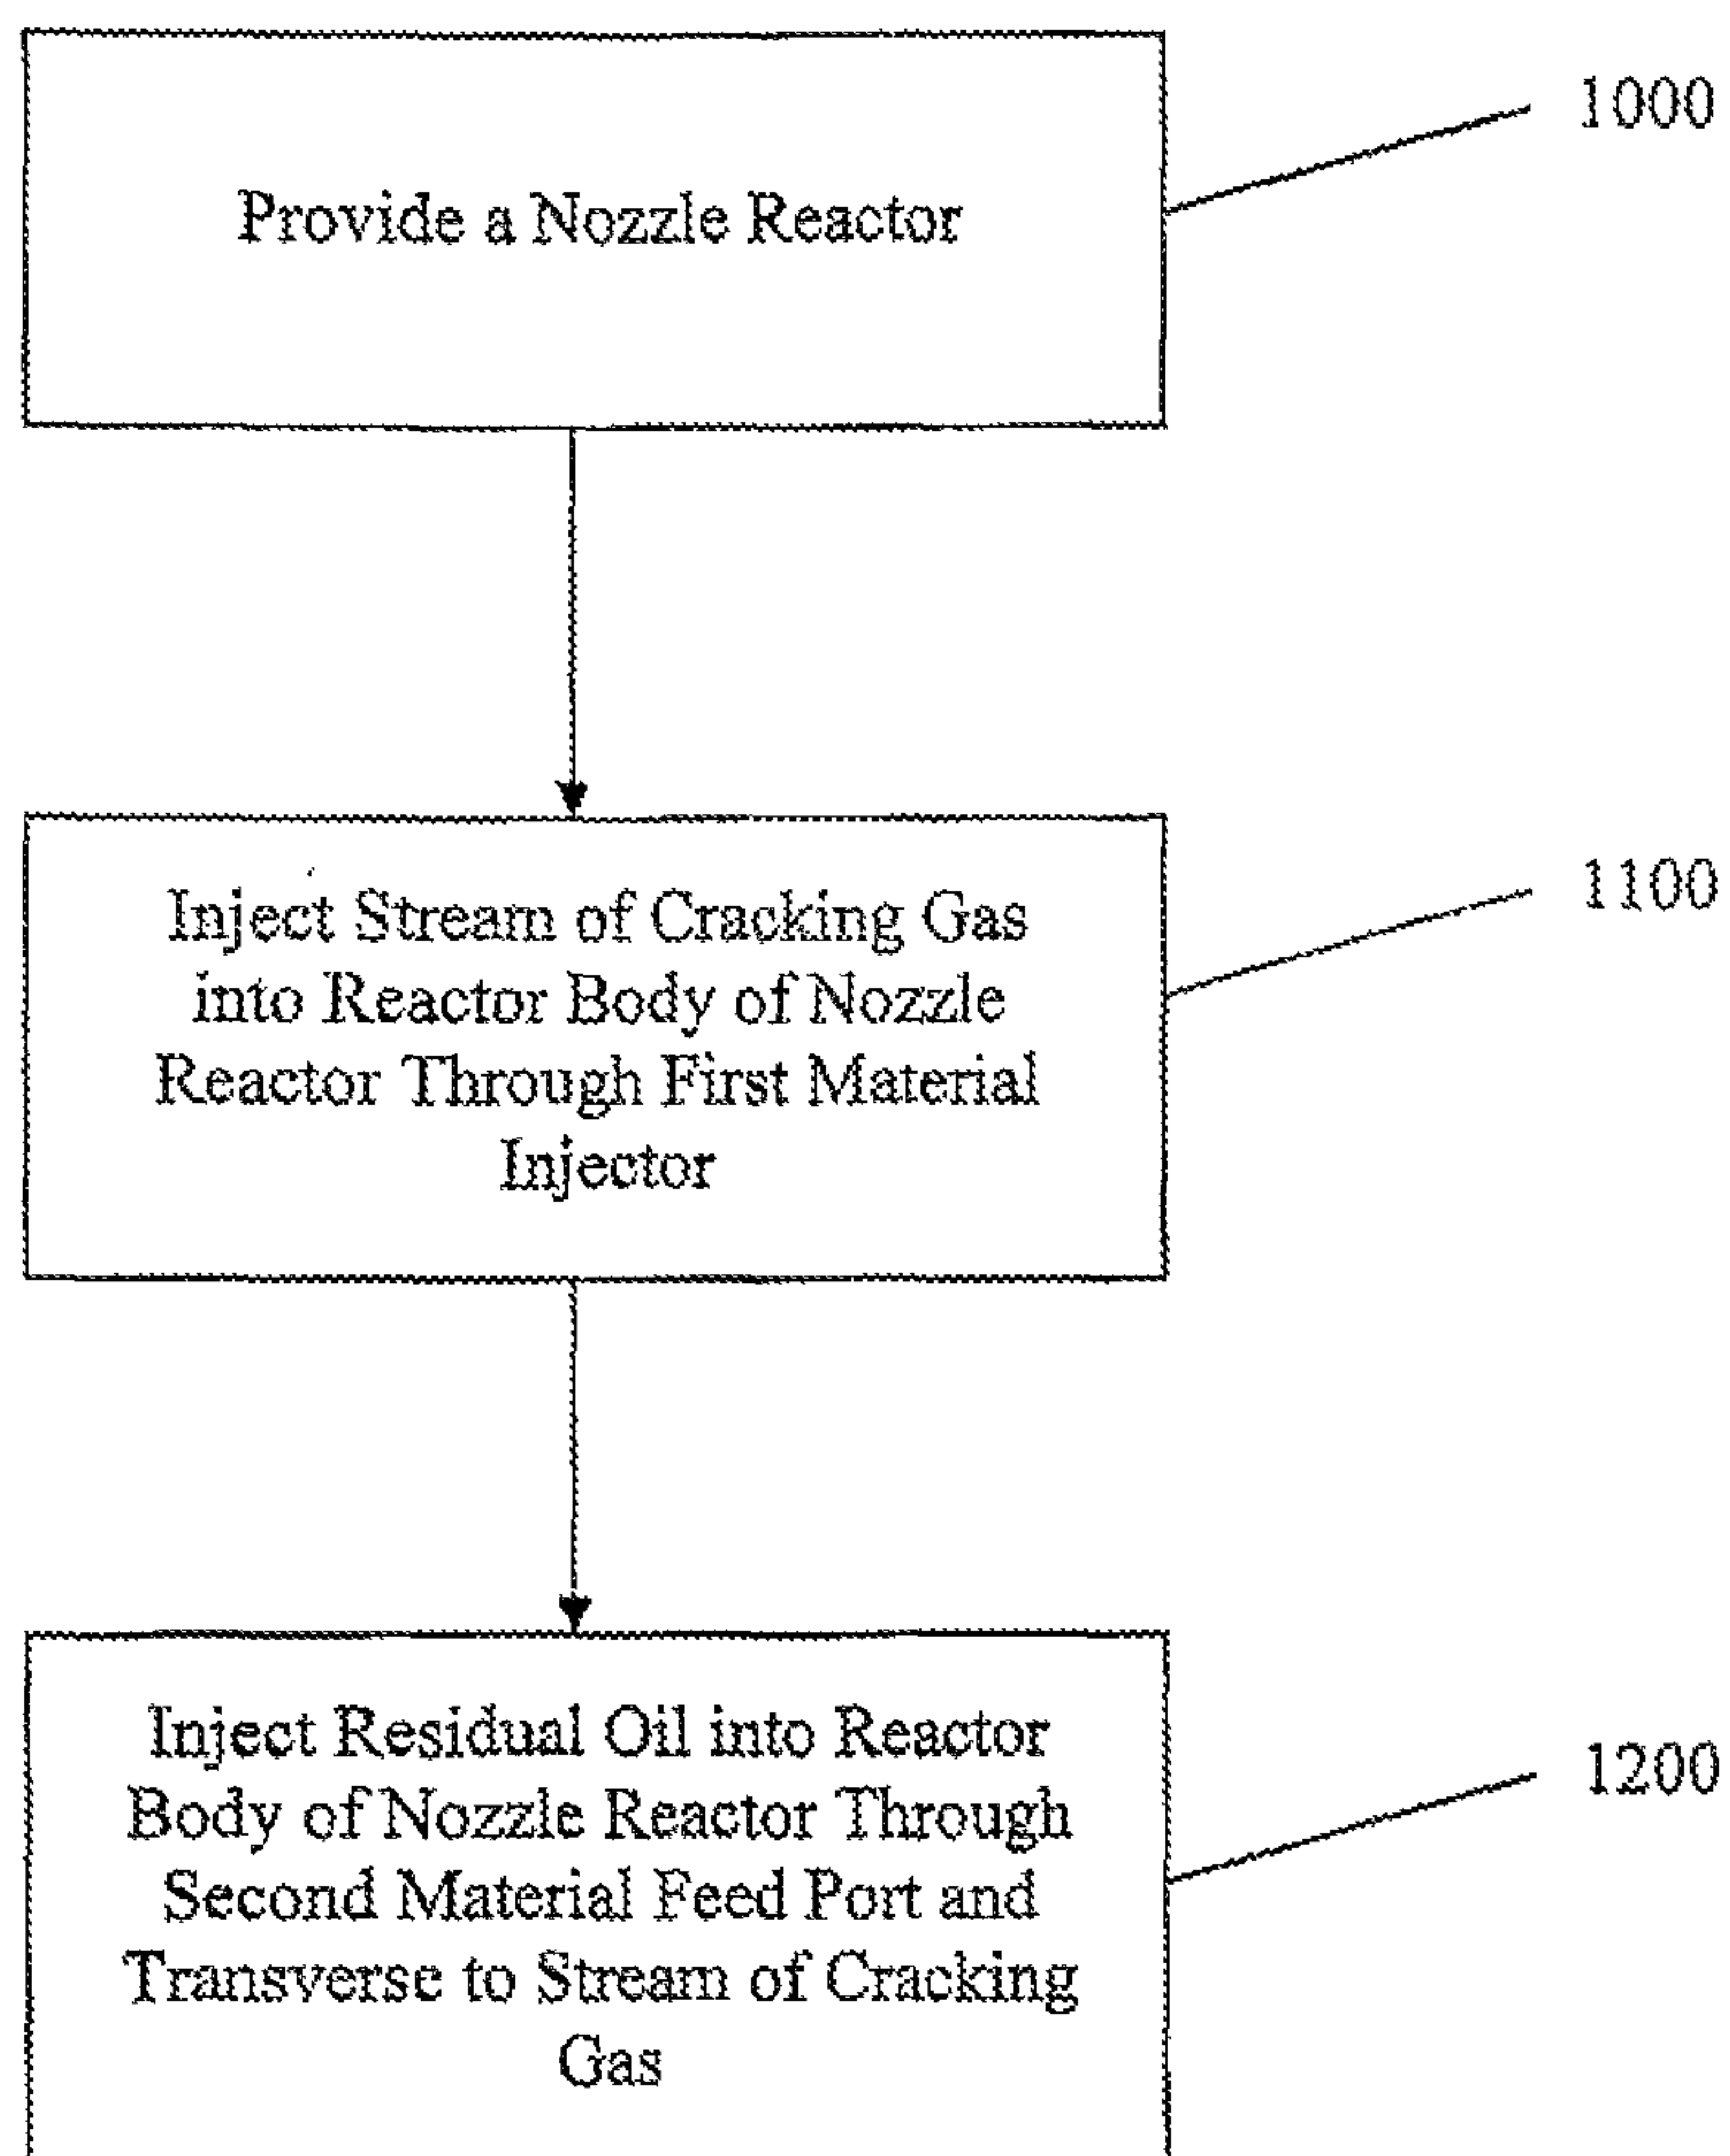 Provide a Nozzle Reactor
1000
Inject Stream of Cracking Gas
into Reactor Body of Nozzle
Reactor Through First Material
Injector
1100
Inject Residual Oil into Reactor
Body of Nozzle Reactor Through
Second Material Feed Port and
Transverse to Stream of Cracking
Gas
1200